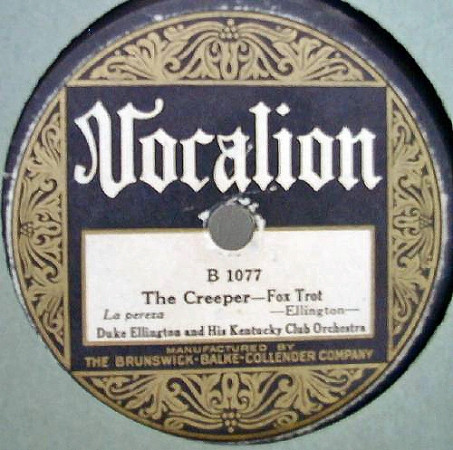 Vocalion
B 1077
The Creeper—Fox Trot
La pereza —Ellington—
Duke Ellington and His Kentucky Club Orchestra
MANUFACTURED BY
THE BRUNSWICK-BALKE-COLLENDER COMPANY